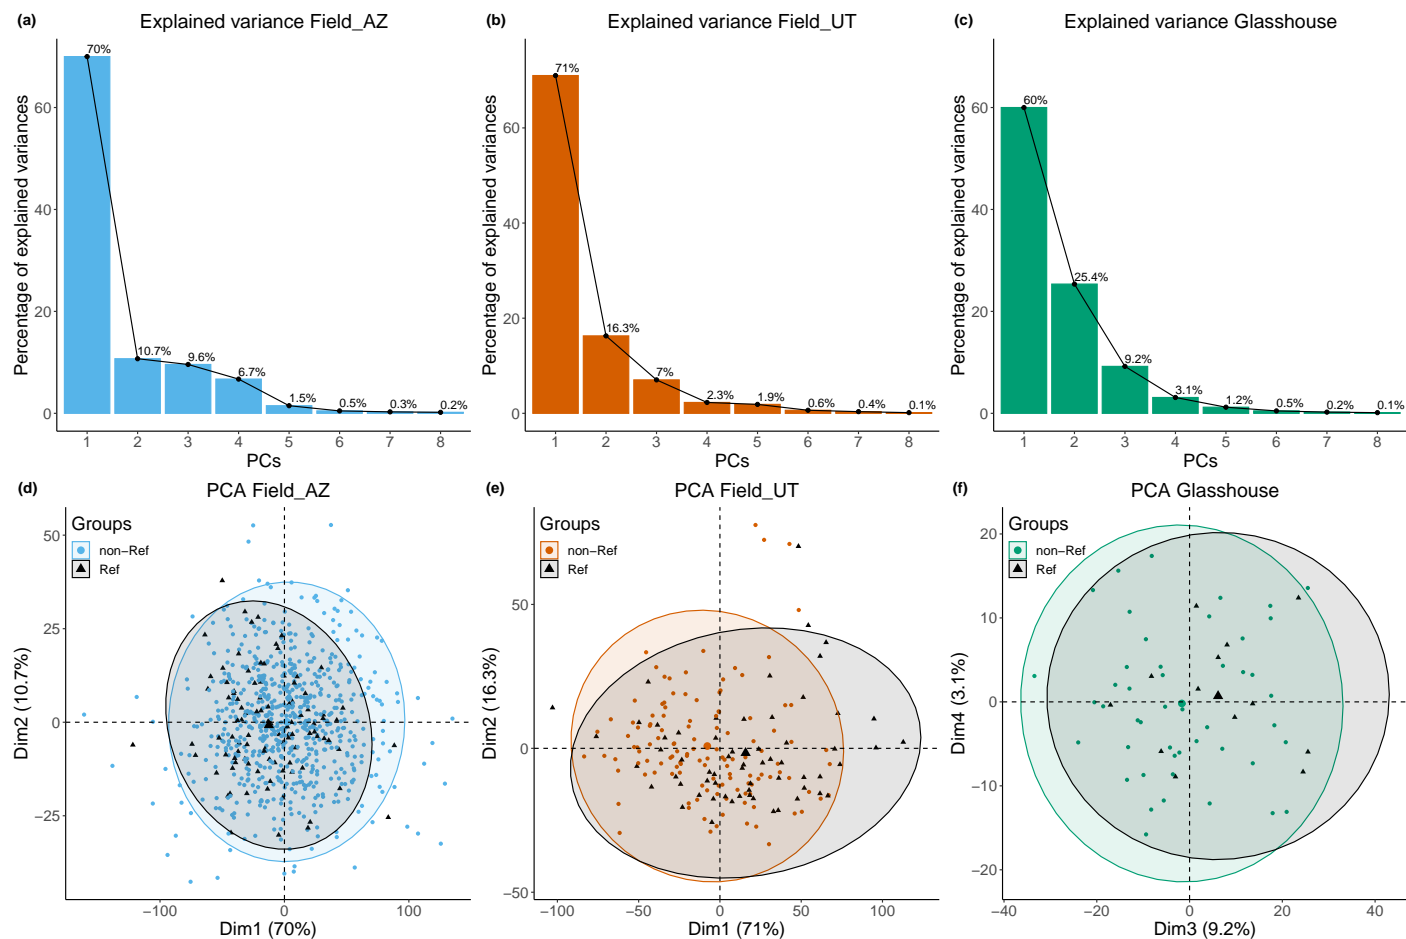 (a) Explained variance Field_AZ
Percentage of explained variances
60
40
20
0
70%
10.7%
9.6%
6.7%
1.5%
0.5%
0.3%
0.2%
1 2 3 4 5 6 7 8
PCs
(b) Explained variance Field_UT
Percentage of explained variances
60
40
20
0
71%
16.3%
7%
2.3%
1.9%
0.6%
0.4%
0.1%
1 2 3 4 5 6 7 8
PCs
(c) Explained variance Glasshouse
Percentage of explained variances
60
40
20
0
60%
25.4%
9.2%
3.1%
1.2%
0.5%
0.2%
0.1%
1 2 3 4 5 6 7 8
PCs
(d) PCA Field_AZ
Groups
non−Ref
Ref
Dim2 (10.7%)
50
25
0
−25
−100 0 100
Dim1 (70%)
(e) PCA Field_UT
Groups
non−Ref
Ref
Dim2 (16.3%)
50
0
−50
−100 −50 0 50 100
Dim1 (71%)
(f) PCA Glasshouse
Groups
non−Ref
Ref
Dim4 (3.1%)
20
10
0
−10
−20
−40 −20 0 20 40
Dim3 (9.2%)